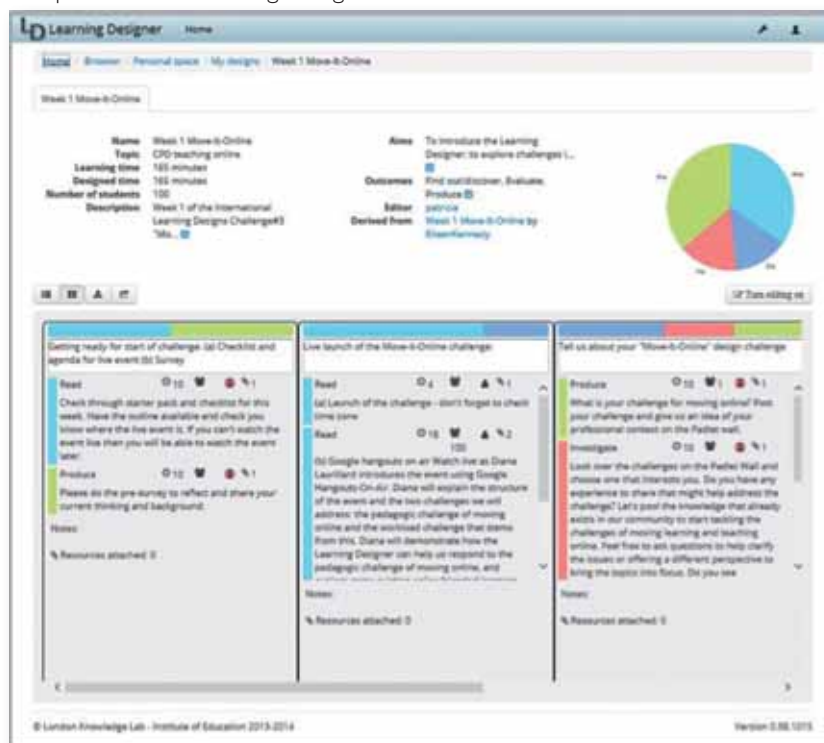 LD Learning Designer Home
Home Browser Personal space My designs Week 1 Move-It-Online
Week 1 Move-It-Online
Name Week 1 Move-It-Online
Topic CPD teaching online
Learning time 165 minutes
Designed time 165 minutes
Number of students 100
Description Week 1 of the International
Learning Designs Challenge#3
"Mo...
Aims To introduce the Learning
Designer; to explore challenges i...
Outcomes Find out/discover, Evaluate,
Produce
Editor patricia
Derived from Week 1 Move-It-Online by
EileenKennedy
Turn editing on
Getting ready for start of challenge: (a) Checklist and
agenda for live event (b) Survey
Read 10 1
Check through starter pack and checklist for this
week. Have the outline available and check you
know where the live event is. If you can't watch the
event live then you will be able to watch the event
later.
Produce 10 1
Please do the pre-survey to reflect and share your
current thinking and background.
Notes:
Resources attached: 0
Live launch of the Move-it-Online challenge:
Read 4 1
(a) Launch of the challenge - don't forget to check
time zone
Read 2
100
(b) Google hangouts on air Watch live as Diana
Laurillard introduces the event using Google
Hangouts-On-Air. Diana will explain the structure
of the event and the two challenges we will
address: the pedagogic challenge of moving
online and the workload challenge that stems
from this. Diana will demonstrate how the
Learning Designer can help us respond to the
pedagogic challenge of moving online, and
Notes:
Resources attached: 0
Tell us about your "Move-It-Online" design challenge
Produce 10 1 1
What is your challenge for moving online? Post
your challenge and give us an idea of your
professional context on the Padlet wall.
Investigate 1
Look over the challenges on the Padlet Wall and
choose one that interests you. Do you have any
experience to share that might help address the
challenge? Let's pool the knowledge that already
exists in our community to start tackling the
challenges of moving learning and teaching
online. Feel free to ask questions to help clarify
the issues or offering a different perspective to
bring the topics into focus. Do you see
Notes:
Resources attached: 0
© London Knowledge Lab - Institute of Education 2013-2014
Version 0.98.1015